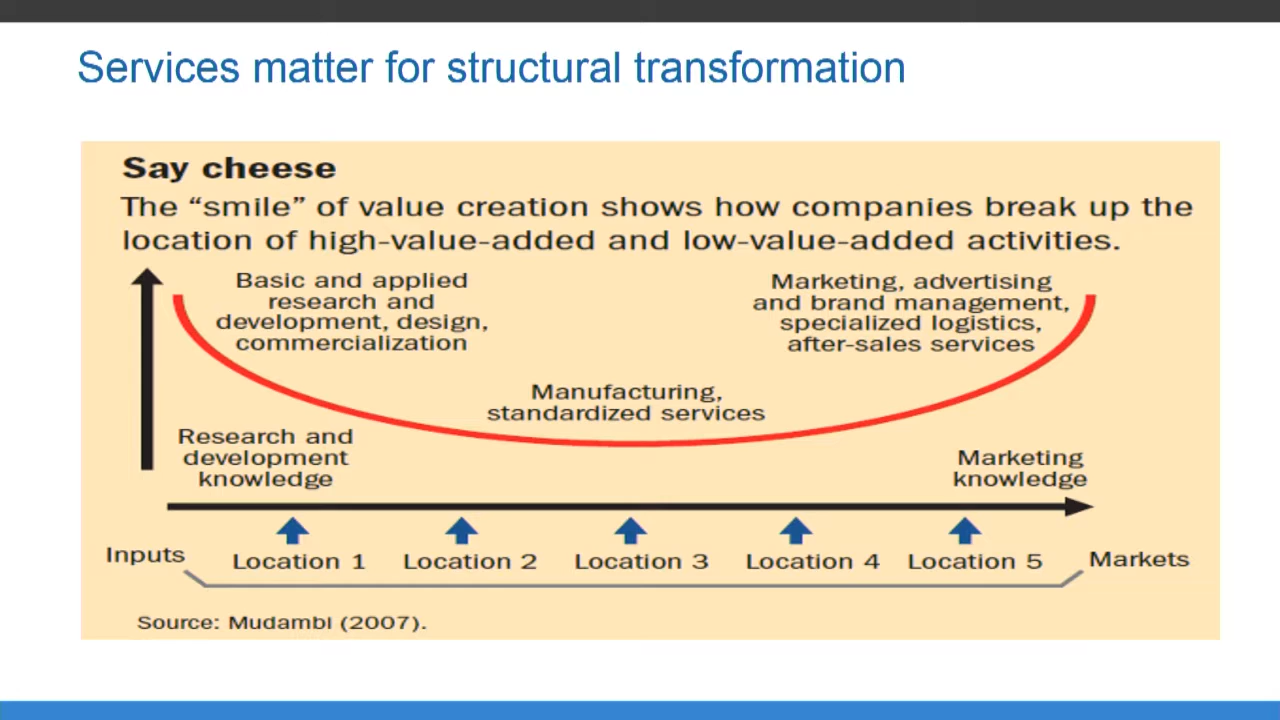 Services matter for structural transformation
Say cheese
The “smile” of value creation shows how companies break up the
location of high-value-added and low-value-added activities.
Basic and applied
research and
development, design,
commercialization
Marketing, advertising
and brand management,
specialized logistics,
after-sales services
Manufacturing,
standardized services
Research and
development
knowledge
Marketing
knowledge
Inputs
Location 1
Location 2
Location 3
Location 4
Location 5
Markets
Source: Mudambi (2007).